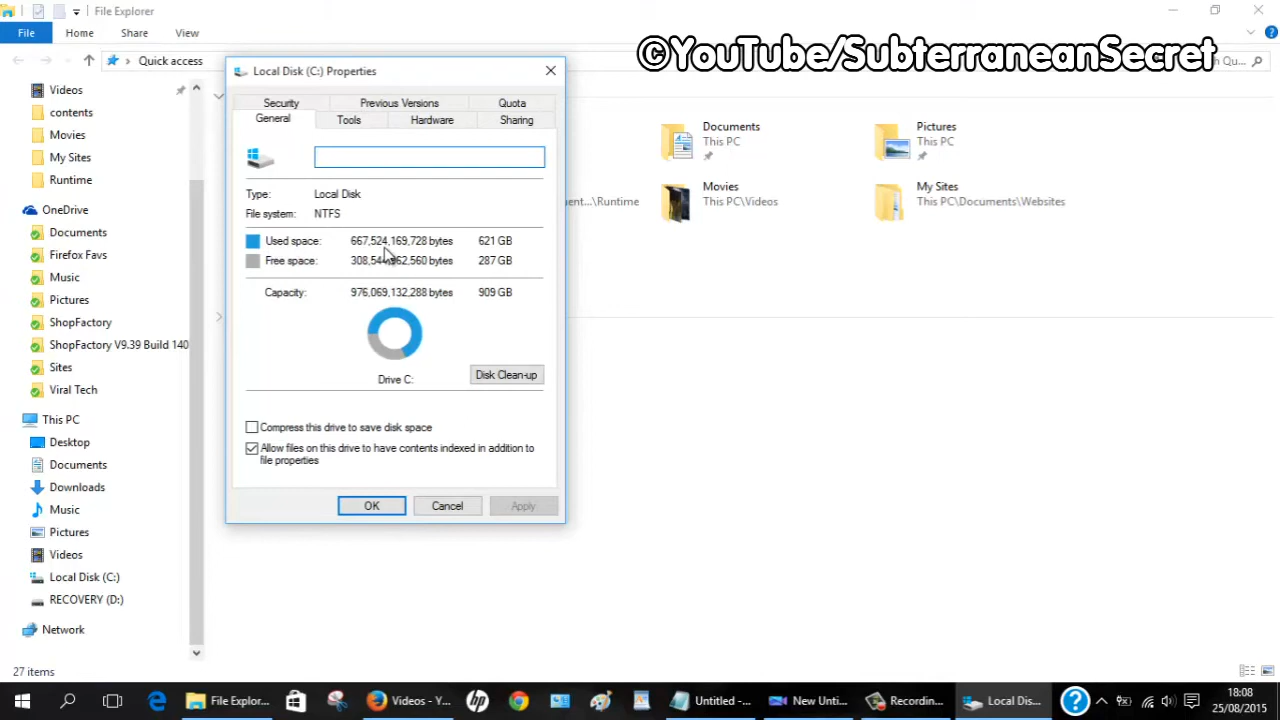 File Explorer
File Home Share View
©YouTube/SubterraneanSecret
Quick access
Qu...
Videos
contents
Movies
My Sites
Runtime
OneDrive
Documents
Firefox Favs
Music
Pictures
ShopFactory
ShopFactory V9.39 Build 140
Sites
Viral Tech
This PC
Desktop
Documents
Downloads
Music
Pictures
Videos
Local Disk (C:)
RECOVERY (D:)
Network
27 items
Local Disk (C:) Properties
Security Previous Versions Quota
General Tools Hardware Sharing
Type: Local Disk
File system: NTFS
Used space: 667,524,169,728 bytes 621 GB
Free space: bytes 287 GB
Capacity: 976,069,132,288 bytes 909 GB
Drive C:
Disk Clean-up
Compress this drive to save disk space
Allow files on this drive to have contents indexed in addition to
file properties
OK Cancel Apply
Documents
This PC
Pictures
This PC
ment...\Runtime
Movies
This PC\Videos
My Sites
This PC\Documents\Websites
File Explor... Videos - Y... Untitled -... New Unti... Recording... Local Dis...
18:08
25/08/2015